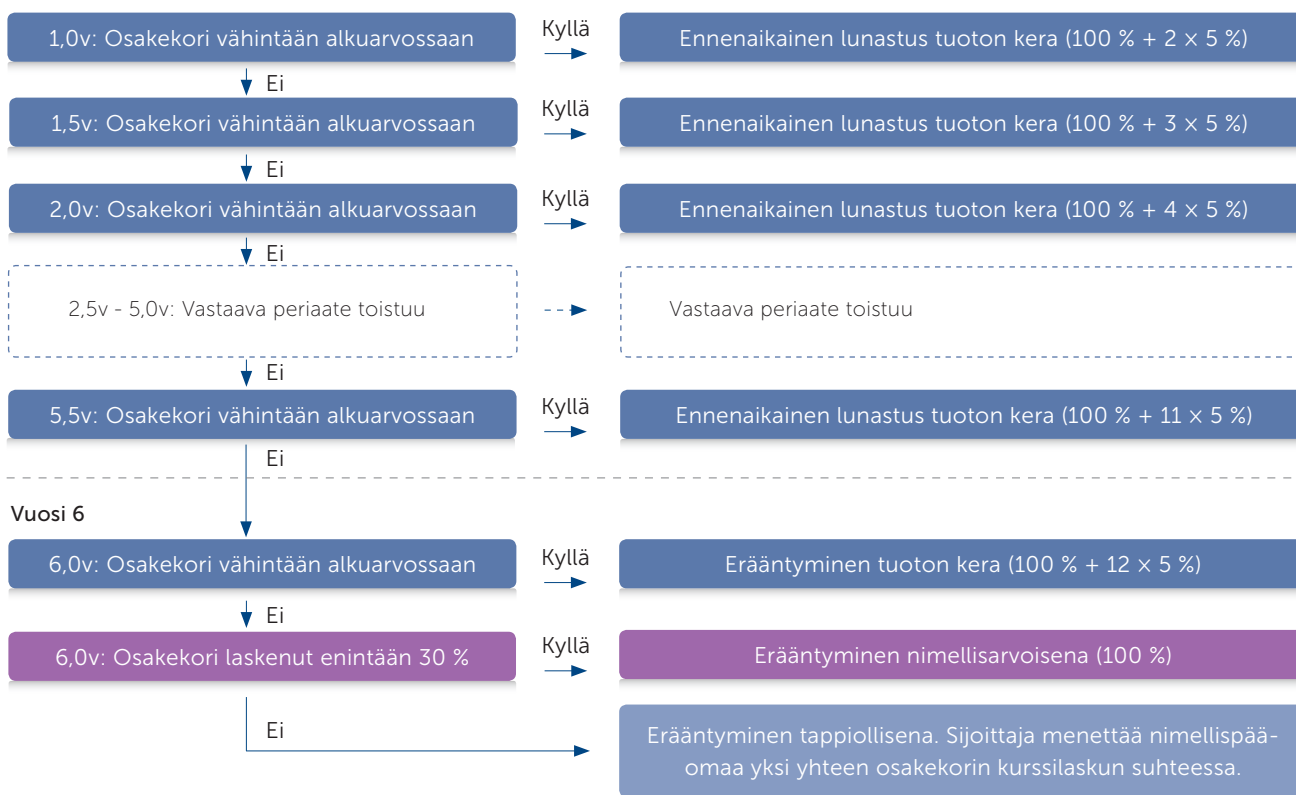 1,0v: Osakekori vähintään alkuarvossaan
Kyllä
Ennenaikainen lunastus tuoton kera (100 % + 2 × 5 %)
Ei
1,5v: Osakekori vähintään alkuarvossaan
Kyllä
Ennenaikainen lunastus tuoton kera (100 % + 3 × 5 %)
Ei
2,0v: Osakekori vähintään alkuarvossaan
Kyllä
Ennenaikainen lunastus tuoton kera (100 % + 4 × 5 %)
Ei
2,5v - 5,0v: Vastaava periaate toistuu
Vastaava periaate toistuu
Ei
5,5v: Osakekori vähintään alkuarvossaan
Kyllä
Ennenaikainen lunastus tuoton kera (100 % + 11 × 5 %)
Ei
Vuosi 6
6,0v: Osakekori vähintään alkuarvossaan
Kyllä
Erääntyminen tuoton kera (100 % + 12 × 5 %)
Ei
6,0v: Osakekori laskenut enintään 30 %
Kyllä
Erääntyminen nimellisarvoisena (100 %)
Ei
Erääntyminen tappiollisena. Sijoittaja menettää nimellispää-
omaa yksi yhteen osakekorin kurssilaskun suhteessa.